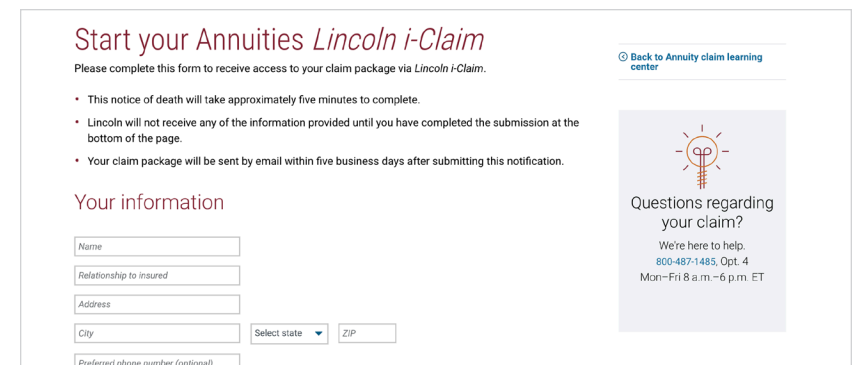 Start your Annuities Lincoln i-Claim
Please complete this form to receive access to your claim package via Lincoln i-Claim.
• This notice of death will take approximately five minutes to complete.
• Lincoln will not receive any of the information provided until you have completed the submission at the
bottom of the page.
• Your claim package will be sent by email within five business days after submitting this notification.
Your information
Name
Relationship to insured
Address
City
Select state
ZIP
Preferred phone number (optional)
Back to Annuity claim learning
center
Questions regarding
your claim?
We're here to help.
800-487-1485, Opt. 4
Mon–Fri 8 a.m.–6 p.m. ET